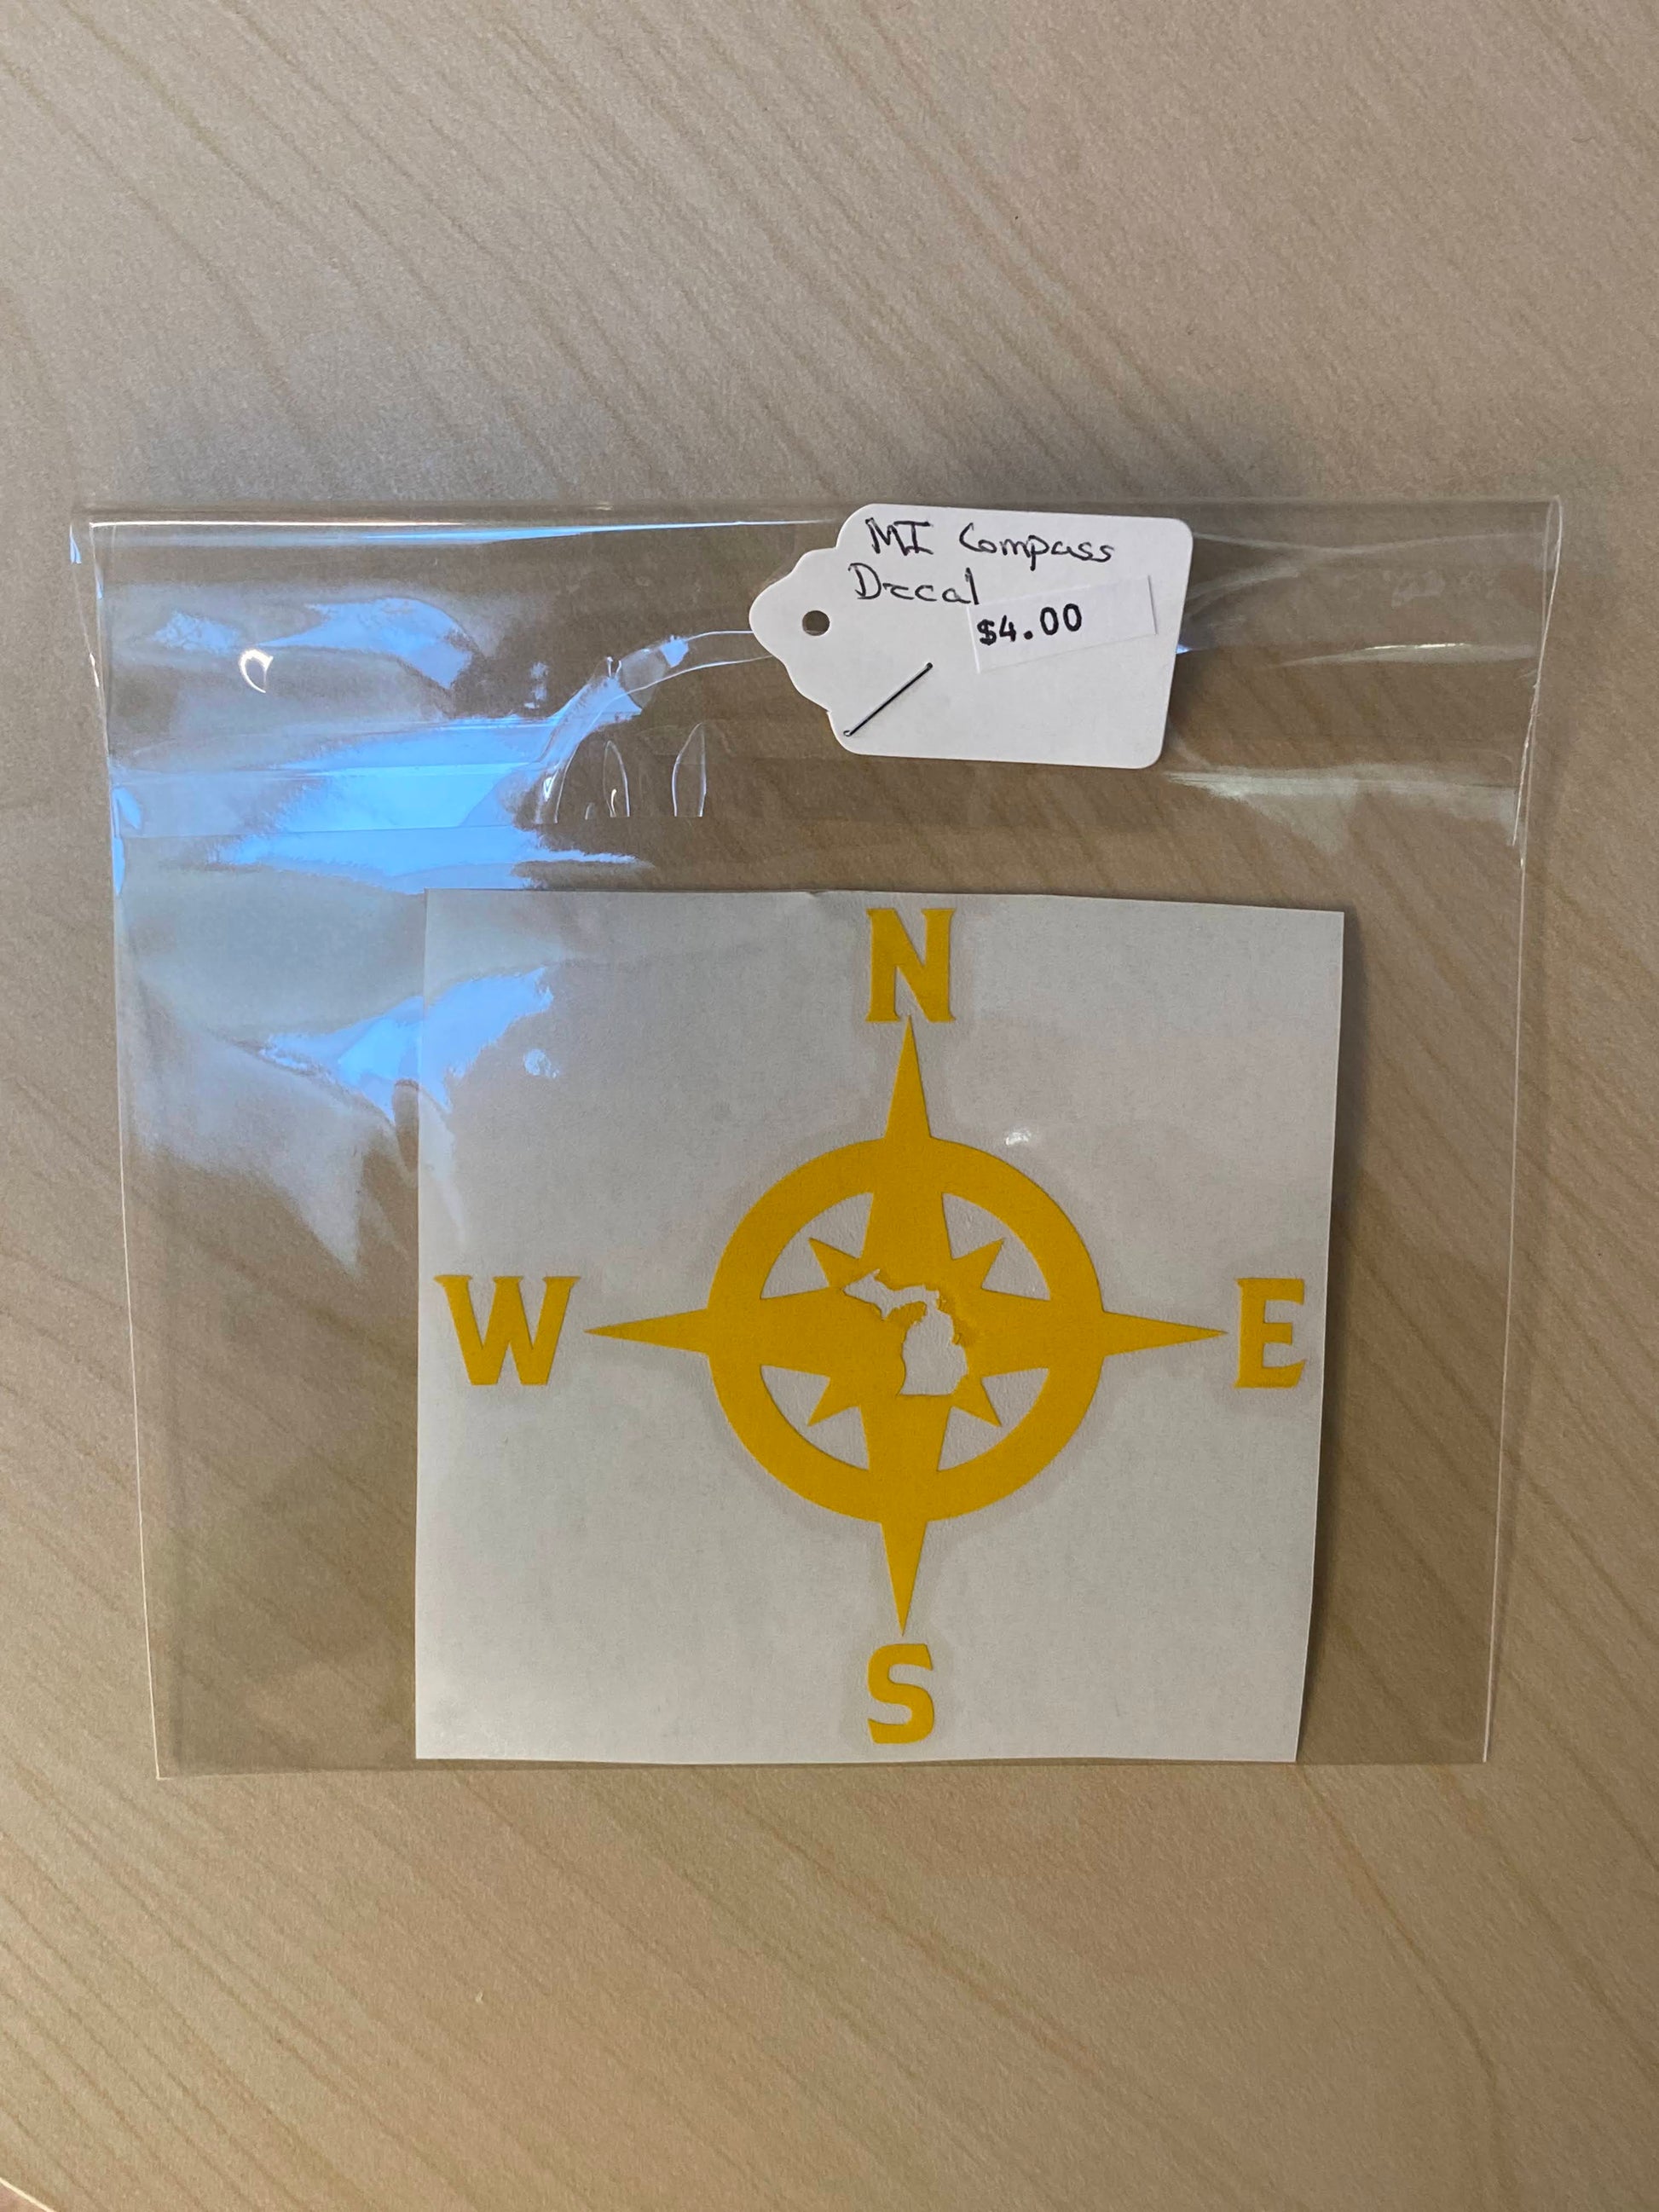 MI Compass
Decal
$4.00
N
W E
S